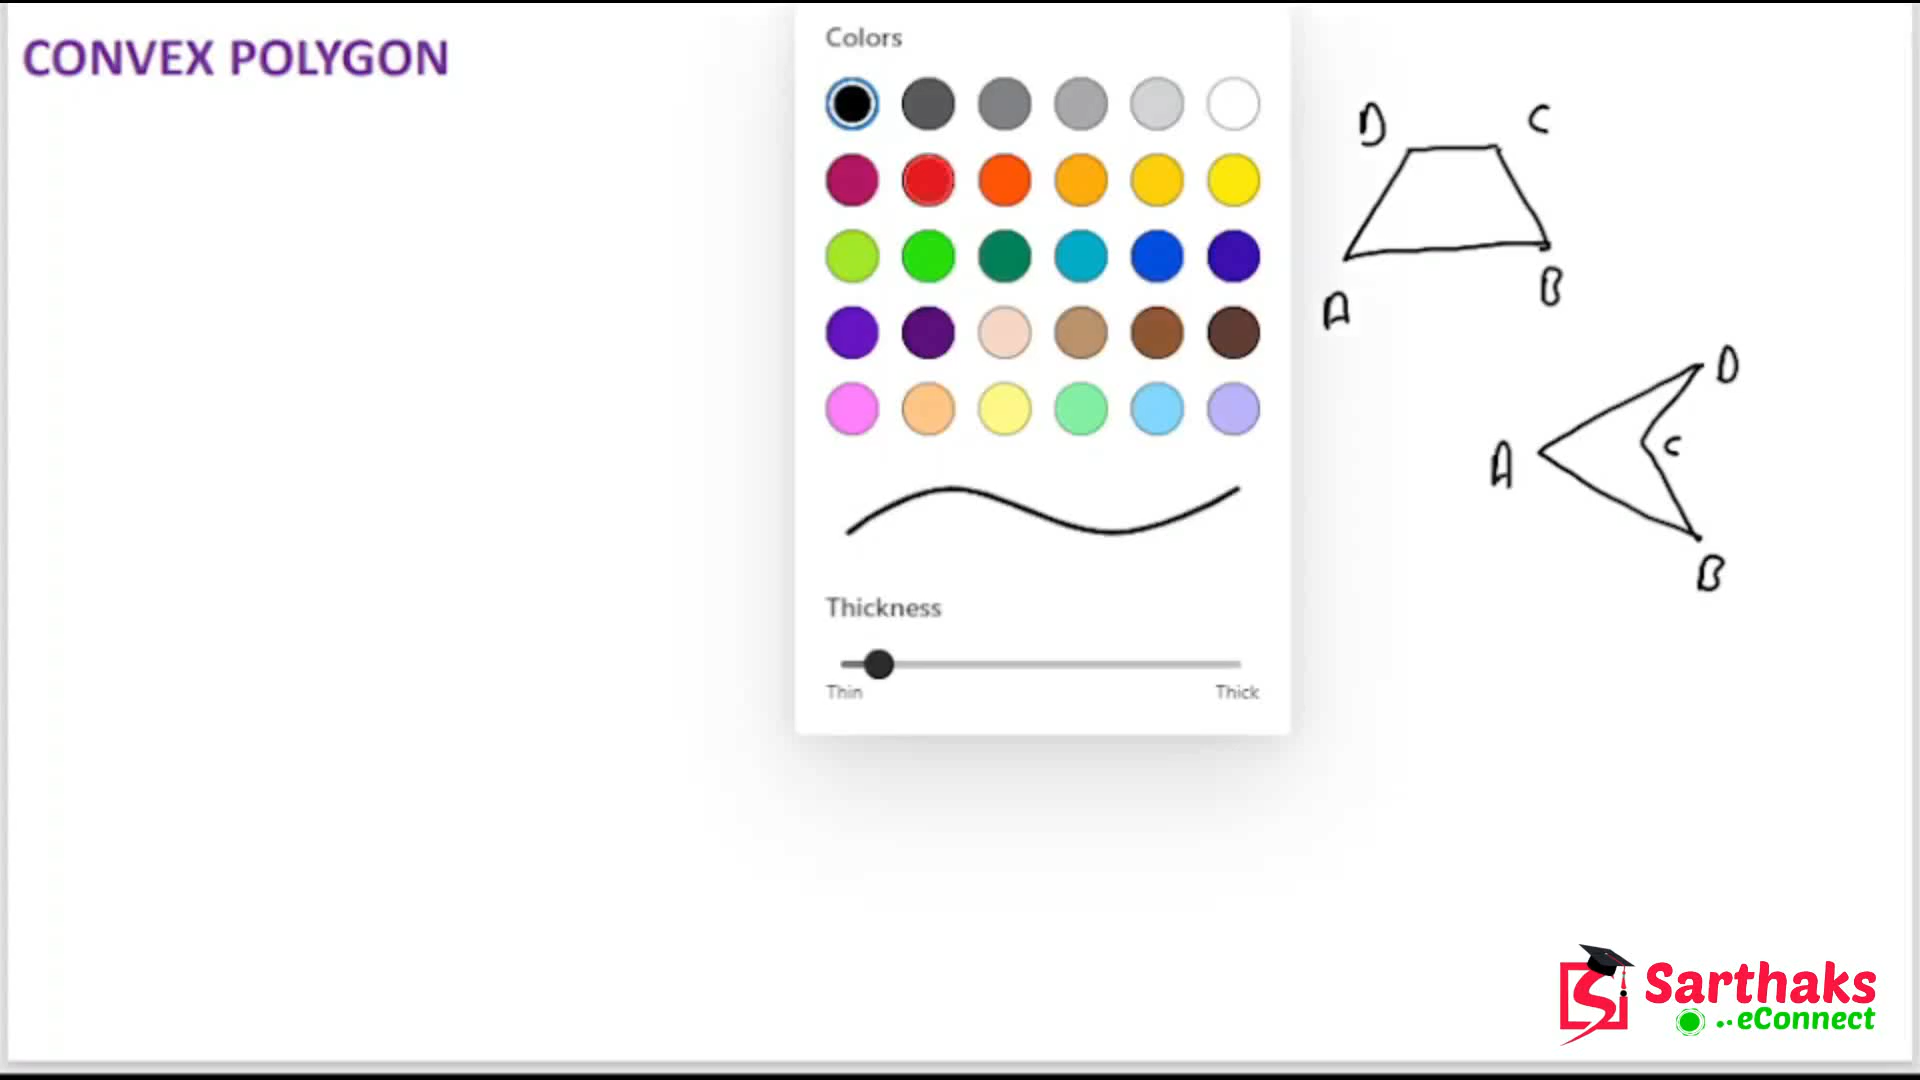 CONVEX POLYGON
Colors
D C
A B
D
A C
B
Thickness
Thin Thick
Sarthaks
eConnect